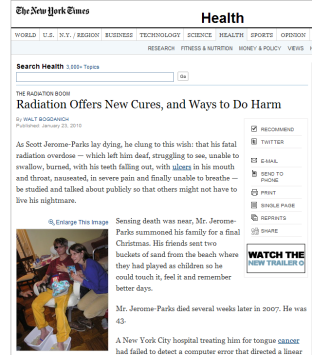 The New York Times
Health
WORLD U.S. N.Y. / REGION BUSINESS TECHNOLOGY SCIENCE HEALTH SPORTS OPINION
RESEARCH FITNESS & NUTRITION MONEY & POLICY VIEWS
Search Health 3,000+ Topics
Go
THE RADIATION BOOM
Radiation Offers New Cures, and Ways to Do Harm
By WALT BOGDANICH
Published: January 23, 2010
As Scott Jerome-Parks lay dying, he clung to this wish: that his fatal
radiation overdose — which left him deaf, struggling to see, unable to
swallow, burned, with his teeth falling out, with ulcers in his mouth
and throat, nauseated, in severe pain and finally unable to breathe —
be studied and talked about publicly so that others might not have to
live his nightmare.
RECOMMEND
TWITTER
E-MAIL
SEND TO
PHONE
PRINT
SINGLE PAGE
REPRINTS
SHARE
WATCH THE
NEW TRAILER
Enlarge This Image
Sensing death was near, Mr. Jerome-
Parks summoned his family for a final
Christmas. His friends sent two
buckets of sand from the beach where
they had played as children so he
could touch it, feel it and remember
better days.
Mr. Jerome-Parks died several weeks later in 2007. He was
43.
A New York City hospital treating him for tongue cancer
had failed to detect a computer error that directed a linear